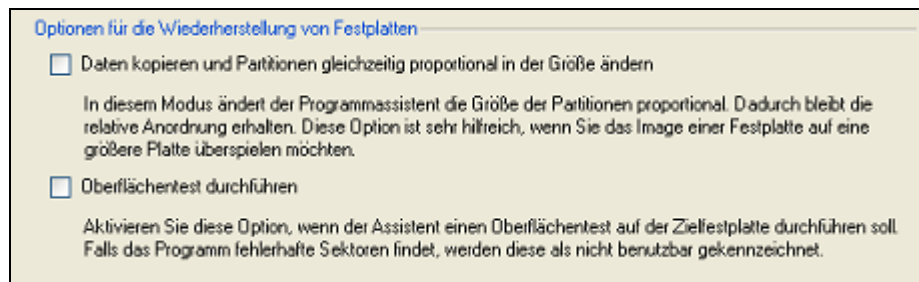 Optionen für die Wiederherstellung von Festplatten
Daten kopieren und Partitionen gleichzeitig proportional in der Größe ändern
In diesem Modus ändert der Programmassistent die Größe der Partitionen proportional. Dadurch bleibt die
relative Anordnung erhalten. Diese Option ist sehr hilfreich, wenn Sie das Image einer Festplatte auf eine
größere Platte überspielen möchten.
Oberflächentest durchführen
Aktivieren Sie diese Option, wenn der Assistent einen Oberflächentest auf der Zielfestplatte durchführen soll.
Falls das Programm fehlerhafte Sektoren findet, werden diese als nicht benutzbar gekennzeichnet.